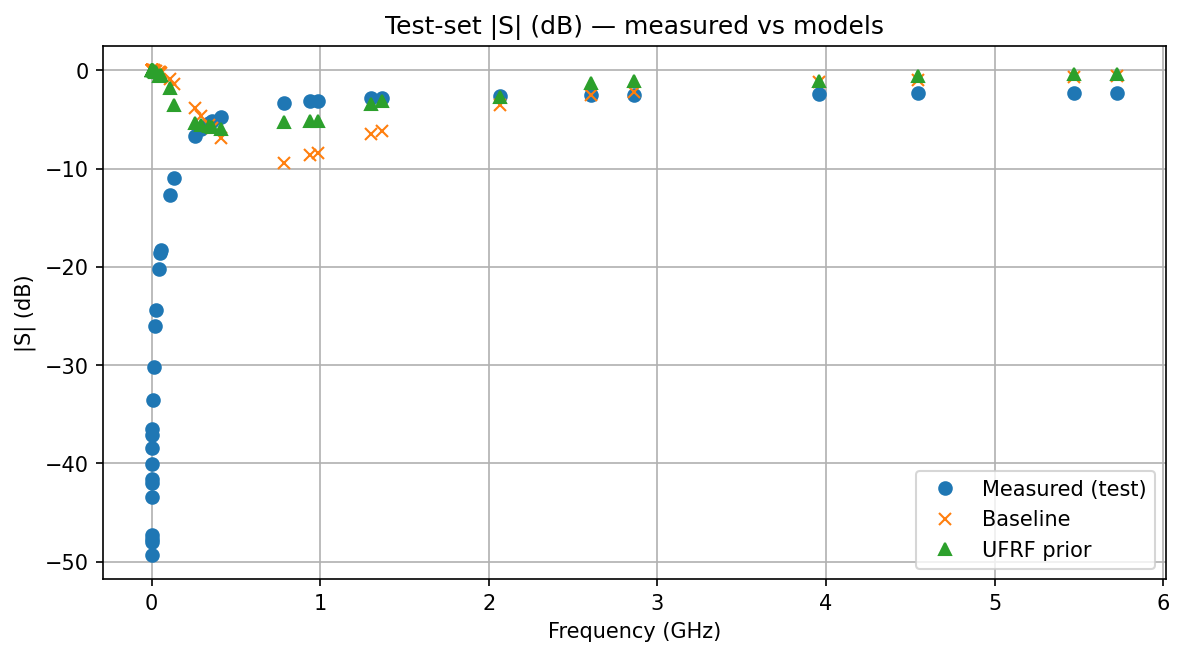 Test-set |S| (dB) — measured vs models
|S| (dB)
0
−10
−20
−30
−40
−50
0 1 2 3 4 5 6
Frequency (GHz)
Measured (test)
Baseline
UFRF prior